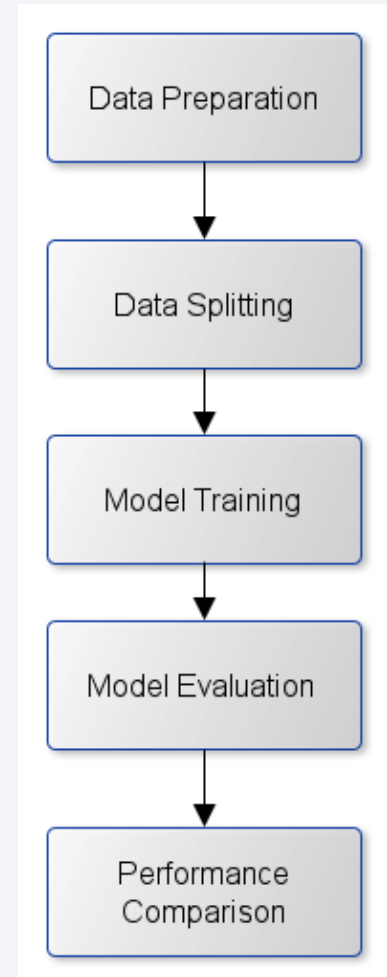 Data Preparation
Data Splitting
Model Training
Model Evaluation
Performance
Comparison